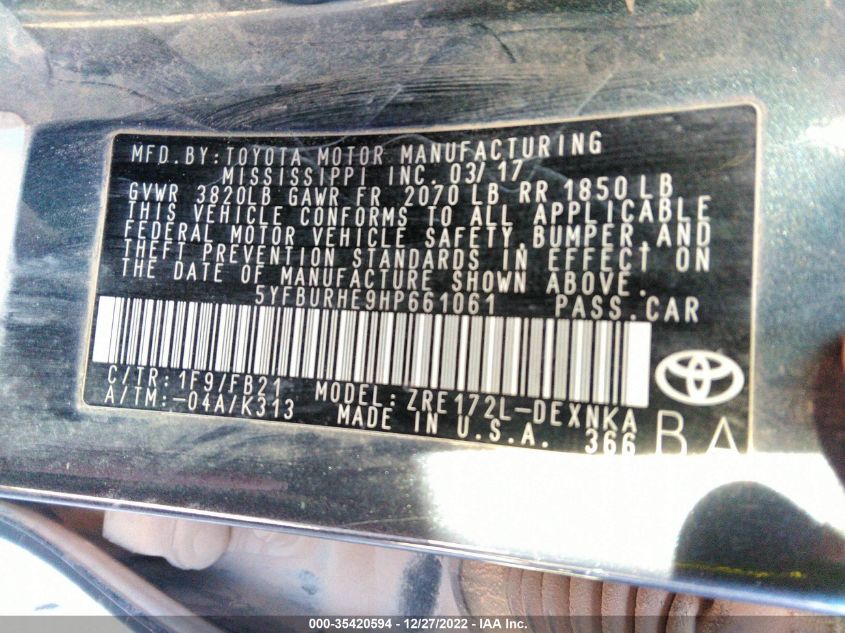 MFD.BY:TOYOTA MOTOR MANUFACTURING
MISSISSIPPI INC. 03/17
GVWR 3820LB GAWR FR 2070 LB RR 1850 LB
THIS VEHICLE CONFORMS TO ALL APPLICABLE
FEDERAL MOTOR VEHICLE SAFETY,BUMPER,AND
THEFT PREVENTION STANDARDS IN EFFECT ON
THE DATE OF MANUFACTURE SHOWN ABOVE.
5YFBURHE9HP661061 PASS.CAR
C/TR:1F9/FB21 MODEL:ZRE172L-DEXNKA
A/TM:-04A/K313 MADE IN U.S.A. 366
BA
000-35420594 - 12/27/2022 - IAA Inc.